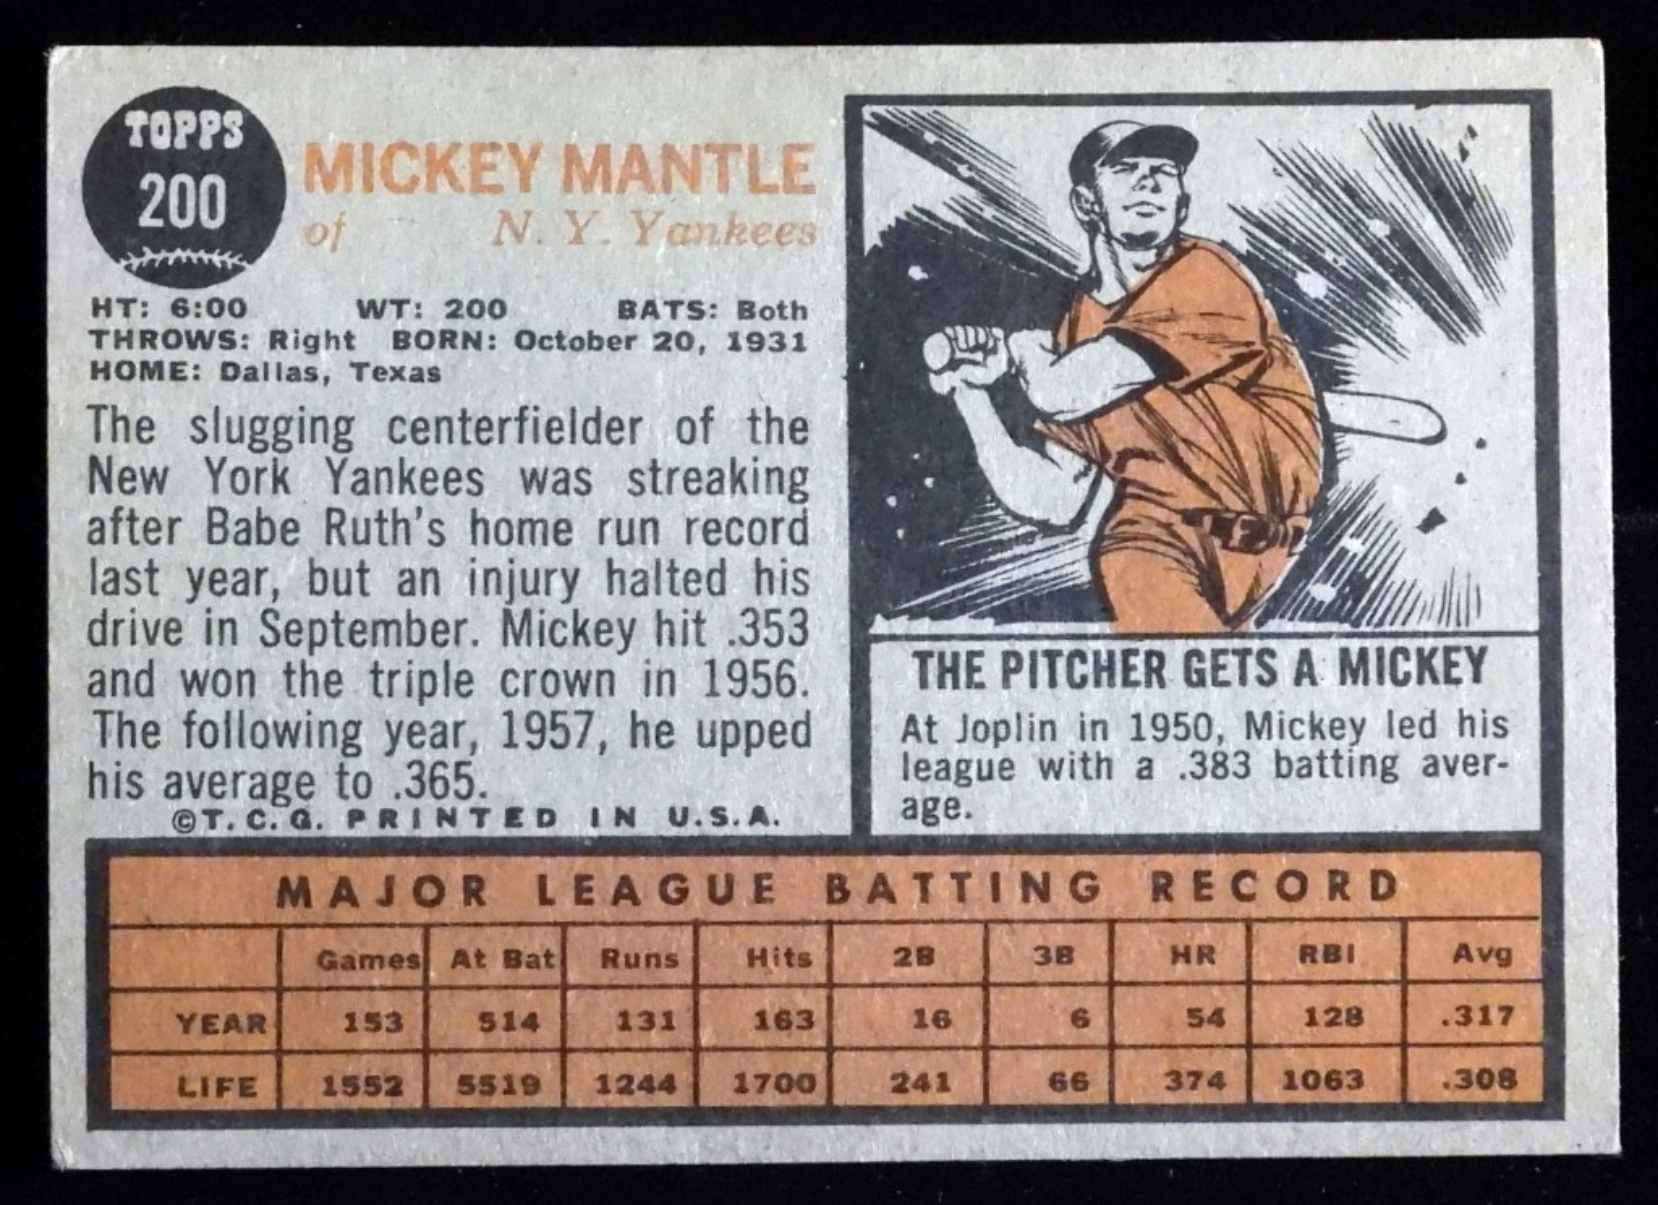 TOPPS
200
MICKEY MANTLE
of N. Y. Yankees
HT: 6:00 WT: 200 BATS: Both
THROWS: Right BORN: October 20, 1931
HOME: Dallas, Texas
The slugging centerfielder of the
New York Yankees was streaking
after Babe Ruth's home run record
last year, but an injury halted his
drive in September. Mickey hit .353
and won the triple crown in 1956.
The following year, 1957, he upped
his average to .365.
©T.C.G. PRINTED IN U.S.A.
THE PITCHER GETS A MICKEY
At Joplin in 1950, Mickey led his
league with a .383 batting aver-
age.
MAJOR LEAGUE BATTING RECORD
Games At Bat Runs Hits 2B 3B HR RBI Avg
YEAR 153 514 131 163 16 6 54 128 .317
LIFE 1552 5519 1244 1700 241 66 374 1063 .308